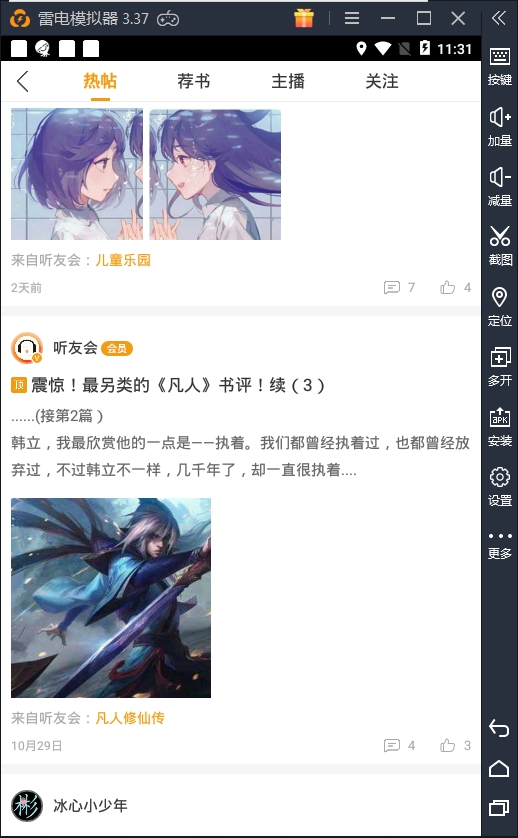 雷电模拟器 3.37
11:31
热帖 荐书 主播 关注
来自听友会：儿童乐园
2天前 7 4
听友会 会员
V
顶 震惊！最另类的《凡人》书评！续（3）
......(接第2篇）
韩立，我最欣赏他的一点是——执着。我们都曾经执着过，也都曾经放
弃过，不过韩立不一样，几千年了，却一直很执着....
来自听友会：凡人修仙传
10月29日 4 3
彬 冰心小少年
按键
加量
减量
截图
定位
多开
APK
安装
设置
更多